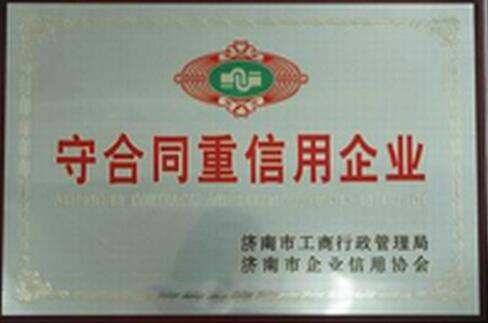 守合同重信用企业
济南市工商行政管理局
济南市企业信用协会